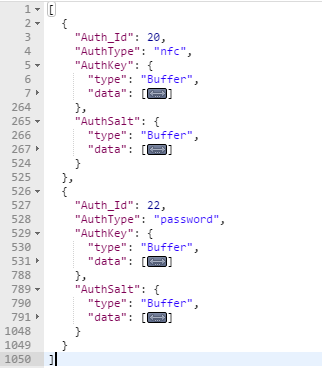 1 [
2 {
3 "Auth_Id": 20,
4 "AuthType": "nfc",
5 "AuthKey": {
6 "type": "Buffer",
7 "data": [↔]
264 },
265 "AuthSalt": {
266 "type": "Buffer",
267 "data": [↔]
524 }
525 },
526 {
527 "Auth_Id": 22,
528 "AuthType": "password",
529 "AuthKey": {
530 "type": "Buffer",
531 "data": [↔]
788 },
789 "AuthSalt": {
790 "type": "Buffer",
791 "data": [↔]
1048 }
1049 }
1050 ]